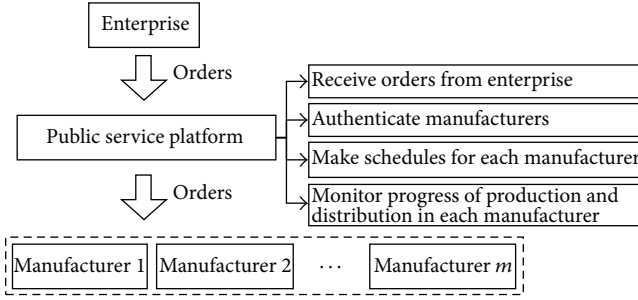 Enterprise
Orders
Receive orders from enterprise
Authenticate manufacturers
Public service platform
Make schedules for each manufacturer
Monitor progress of production and
distribution in each manufacturer
Orders
Manufacturer 1
Manufacturer 2
...
Manufacturer m